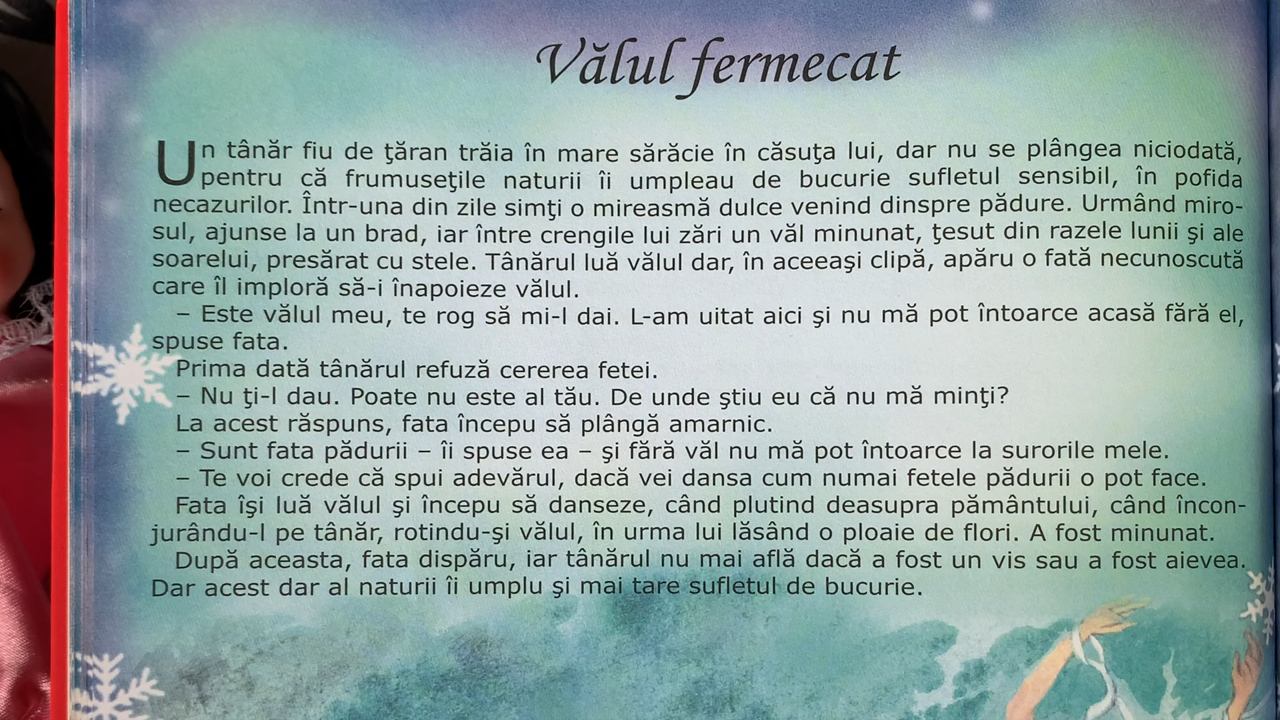 Vălul fermecat
Un tânăr fiu de ţăran trăia în mare sărăcie în căsuţa lui, dar nu se plângea niciodată,
pentru că frumuseţile naturii îi umpleau de bucurie sufletul sensibil, în pofida
necazurilor. Într-una din zile simţi o mireasmă dulce venind dinspre pădure. Urmând miro-
sul, ajunse la un brad, iar între crengile lui zări un văl minunat, ţesut din razele lunii şi ale
soarelui, presărat cu stele. Tânărul luă vălul dar, în aceeaşi clipă, apăru o fată necunoscută
care îl imploră să-i înapoieze vălul.
– Este vălul meu, te rog să mi-l dai. L-am uitat aici şi nu mă pot întoarce acasă fără el,
spuse fata.
Prima dată tânărul refuză cererea fetei.
– Nu ţi-l dau. Poate nu este al tău. De unde ştiu eu că nu mă minţi?
La acest răspuns, fata începu să plângă amarnic.
– Sunt fata pădurii – îi spuse ea – şi fără văl nu mă pot întoarce la surorile mele.
– Te voi crede că spui adevărul, dacă vei dansa cum numai fetele pădurii o pot face.
Fata îşi luă vălul şi începu să danseze, când plutind deasupra pământului, când încon-
jurându-l pe tânăr, rotindu-şi vălul, în urma lui lăsând o ploaie de flori. A fost minunat.
După aceasta, fata dispăru, iar tânărul nu mai află dacă a fost un vis sau a fost aievea.
Dar acest dar al naturii îi umplu şi mai tare sufletul de bucurie.